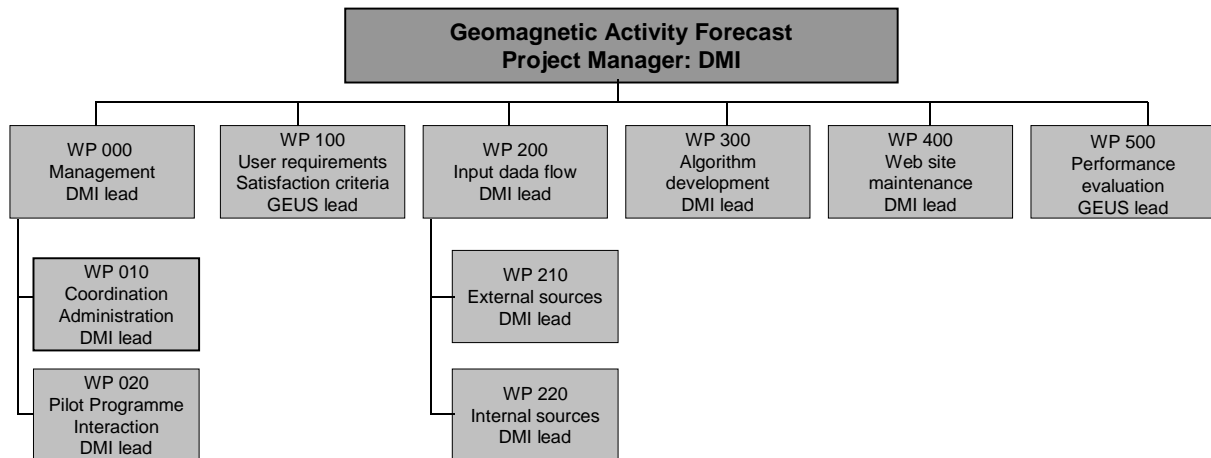 Geomagnetic Activity Forecast
Project Manager: DMI
WP 000
Management
DMI lead
WP 100
User requirements
Satisfaction criteria
GEUS lead
WP 200
Input dada flow
DMI lead
WP 300
Algorithm
development
DMI lead
WP 400
Web site
maintenance
DMI lead
WP 500
Performance
evaluation
GEUS lead
WP 010
Coordination
Administration
DMI lead
WP 210
External sources
DMI lead
WP 020
Pilot Programme
Interaction
DMI lead
WP 220
Internal sources
DMI lead